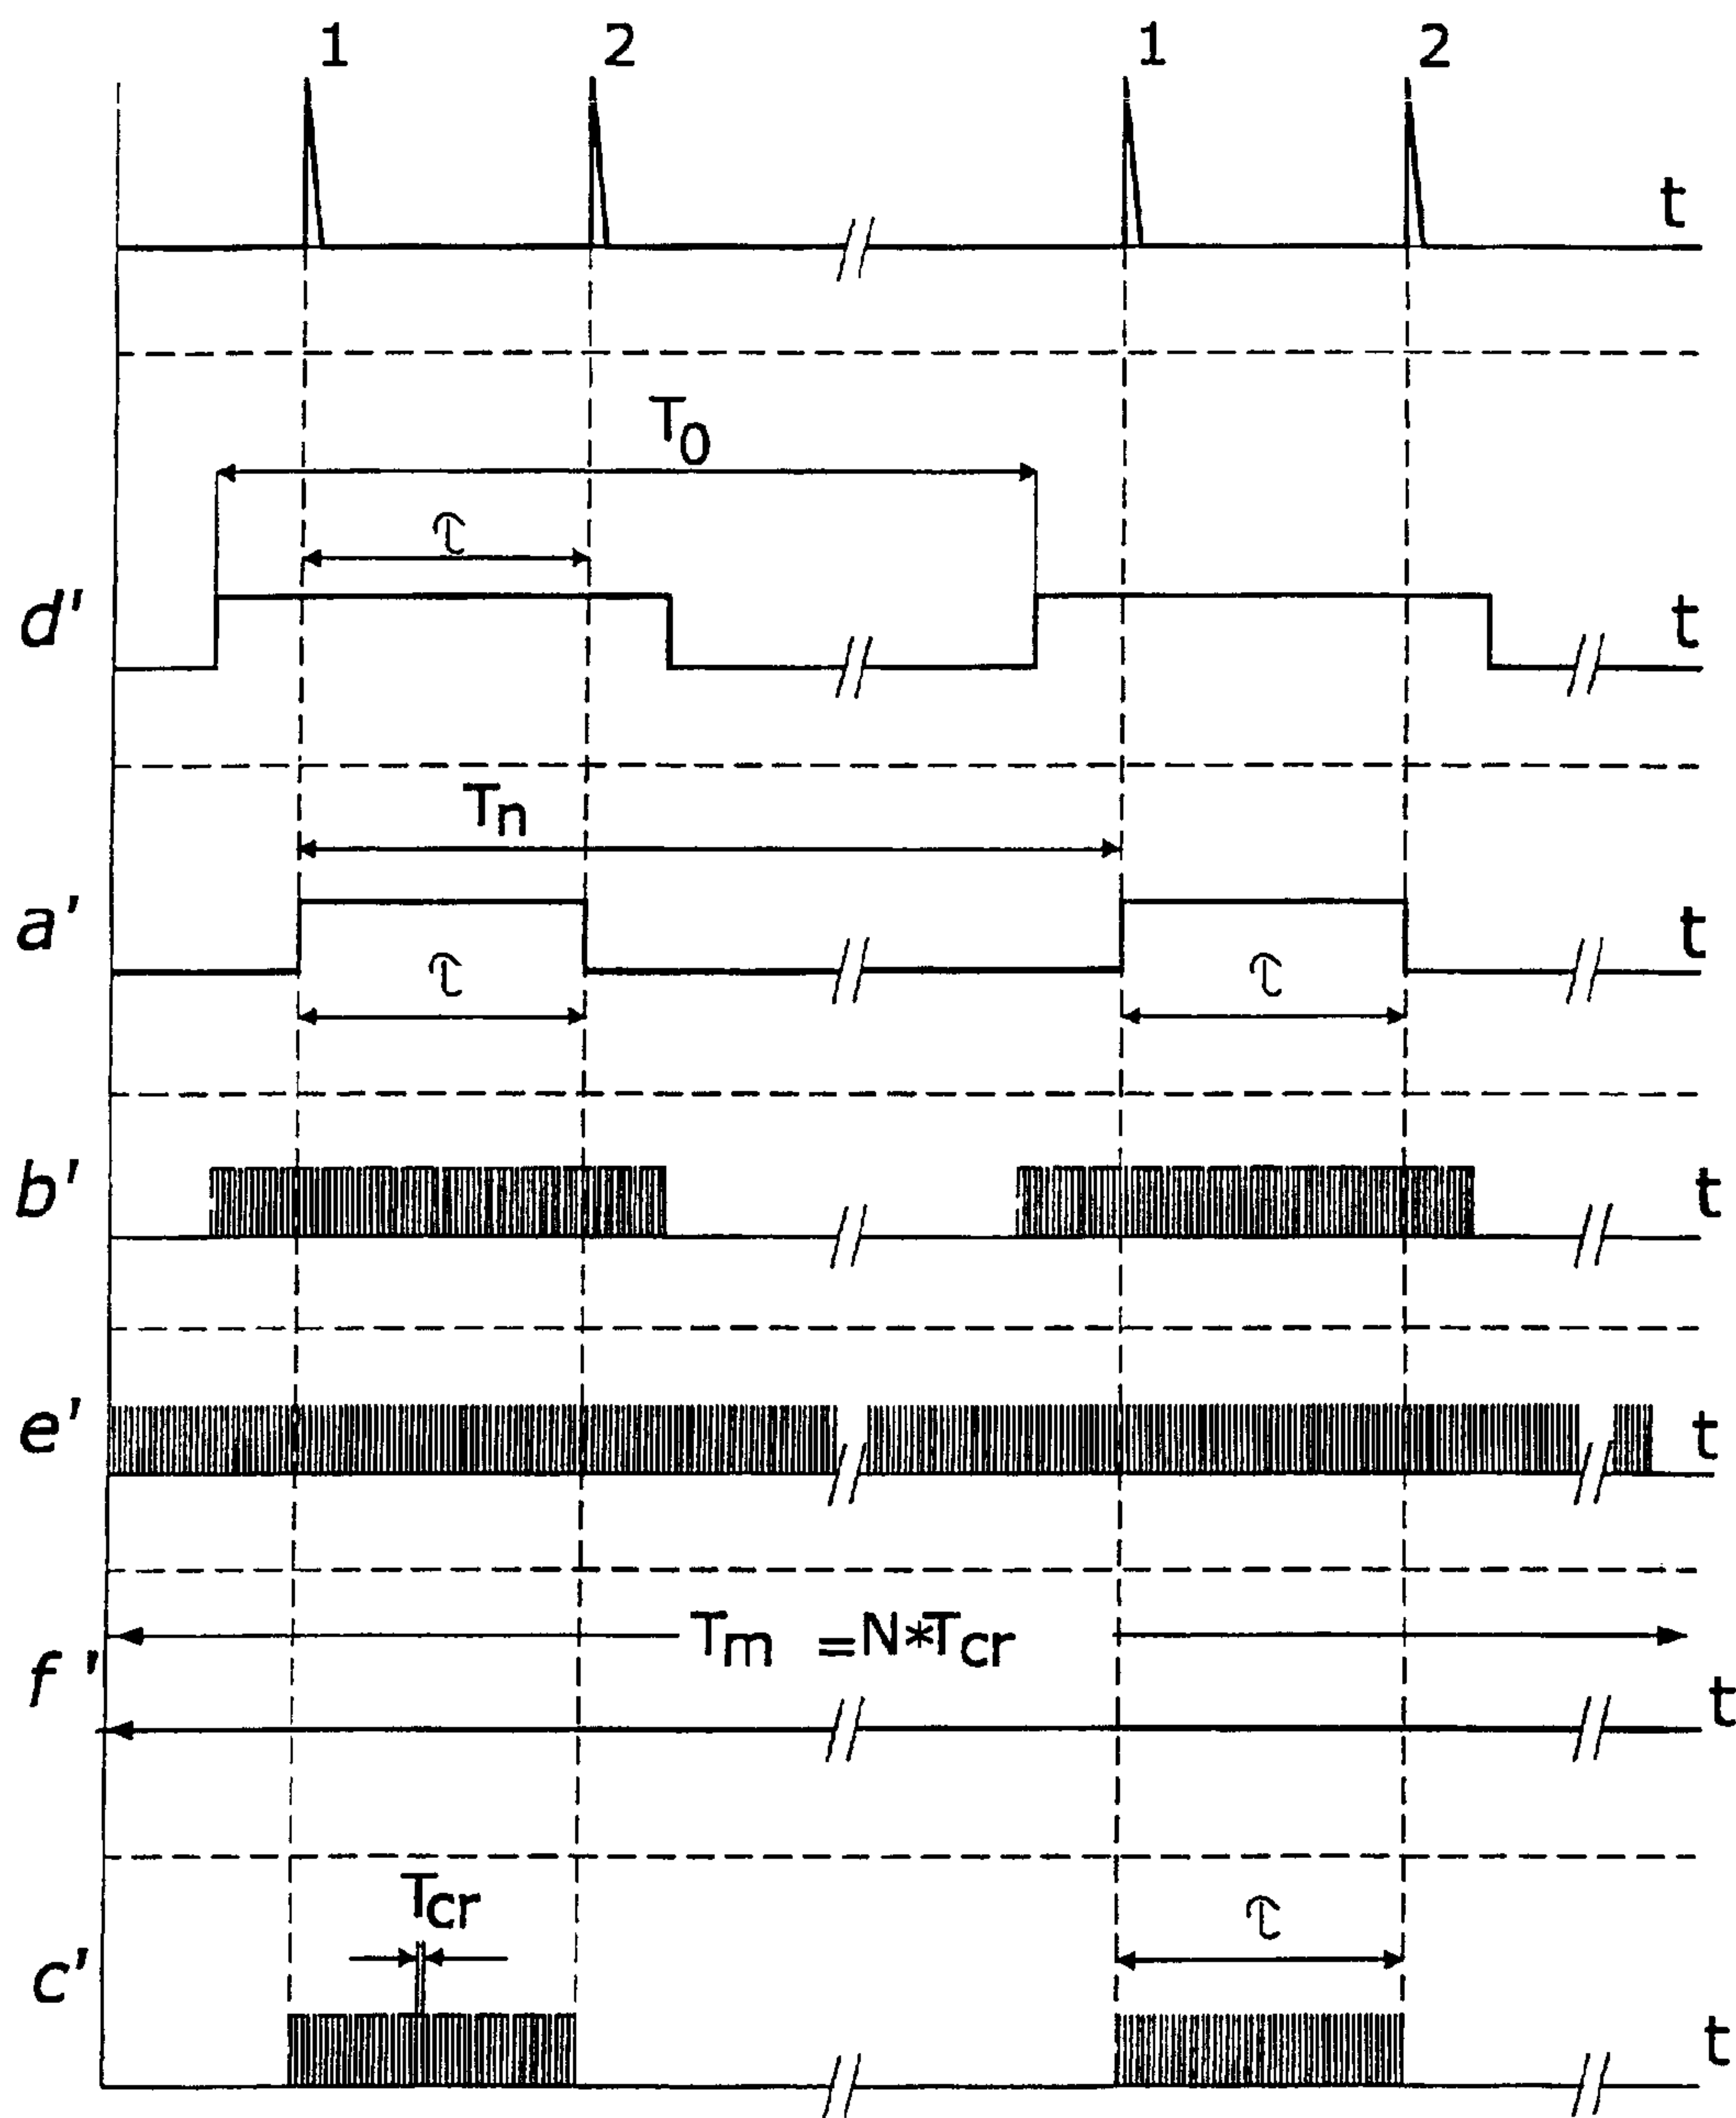 1 2 1 2
t
T0
τ
d' t
Tn
a' t
τ τ
b' t
e' t
Tm =N*Tcr
f' t
Tcr τ
c' t